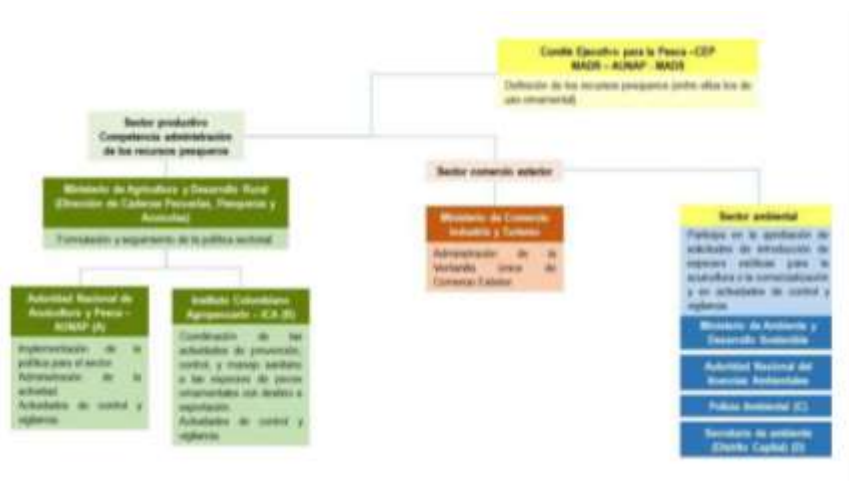 Comité Ejecutivo para la Pesca -CEP
MADR - AUNAP - MADS
Definición de los recursos pesqueros (entre ellos los de
uso ornamental)
Sector productivo
Competencia administración
de los recursos pesqueros
Ministerio de Agricultura y Desarrollo Rural
(Dirección de Cadenas Pecuarias, Pesqueras y
Acuícolas)
Formulación y seguimiento de la política sectorial
Autoridad Nacional de
Acuicultura y Pesca –
AUNAP (A)
Implementación de la
política para el sector
Administración de la
actividad
Actividades de control y
vigilancia
Instituto Colombiano
Agropecuario - ICA (B)
Coordinación de las
actividades de prevención,
control, y manejo sanitario
a las especies de peces
ornamentales con destino a
exportación
Actividades de control y
vigilancia
Sector comercio exterior
Ministerio de Comercio
Industria y Turismo
Administración de la
Ventanilla Única de
Comercio Exterior
Sector ambiental
Participa en la aprobación de
solicitudes de introducción de
especies exóticas para la
acuicultura o la comercialización
y en actividades de control y
vigilancia
Ministerio de Ambiente y
Desarrollo Sostenible
Autoridad Nacional de
licencias Ambientales
Policía Ambiental (C)
Secretaría de ambiente
(Distrito Capital) (D)